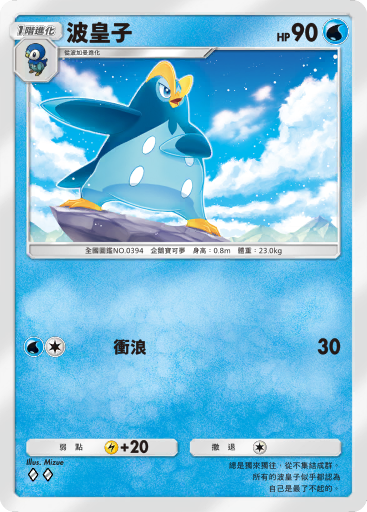 1階進化 波皇子 HP 90
從波加曼進化
全國圖鑑NO.0394 企鵝寶可夢 身高：0.8m 體重：23.0kg
衝浪 30
弱點 +20 撤退
Illus. Mizue
總是獨來獨往，從不集結成群。
所有的波皇子似乎都認為
自己是最了不起的。